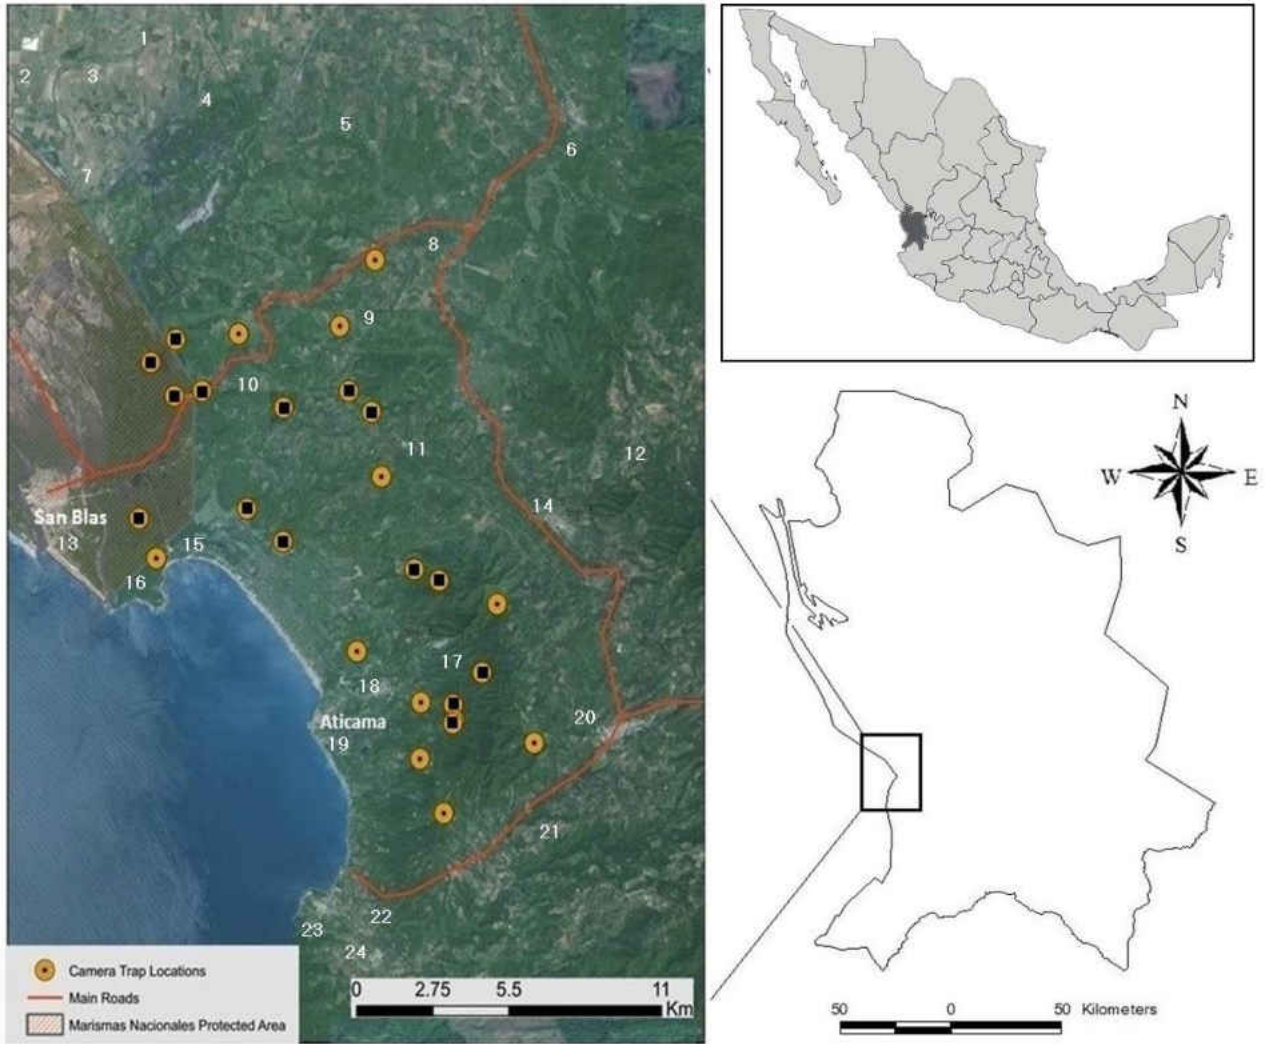 1
2
3
4
5
6
7
8
9
10
11
12
14
San Blas
13
15
16
17
18
Aticama
19
20
21
22
23
24
Camera Trap Locations
Main Roads
Marismas Nacionales Protected Area
0 2.75 5.5 11
Km
N
W E
S
50 0 50 Kilometers